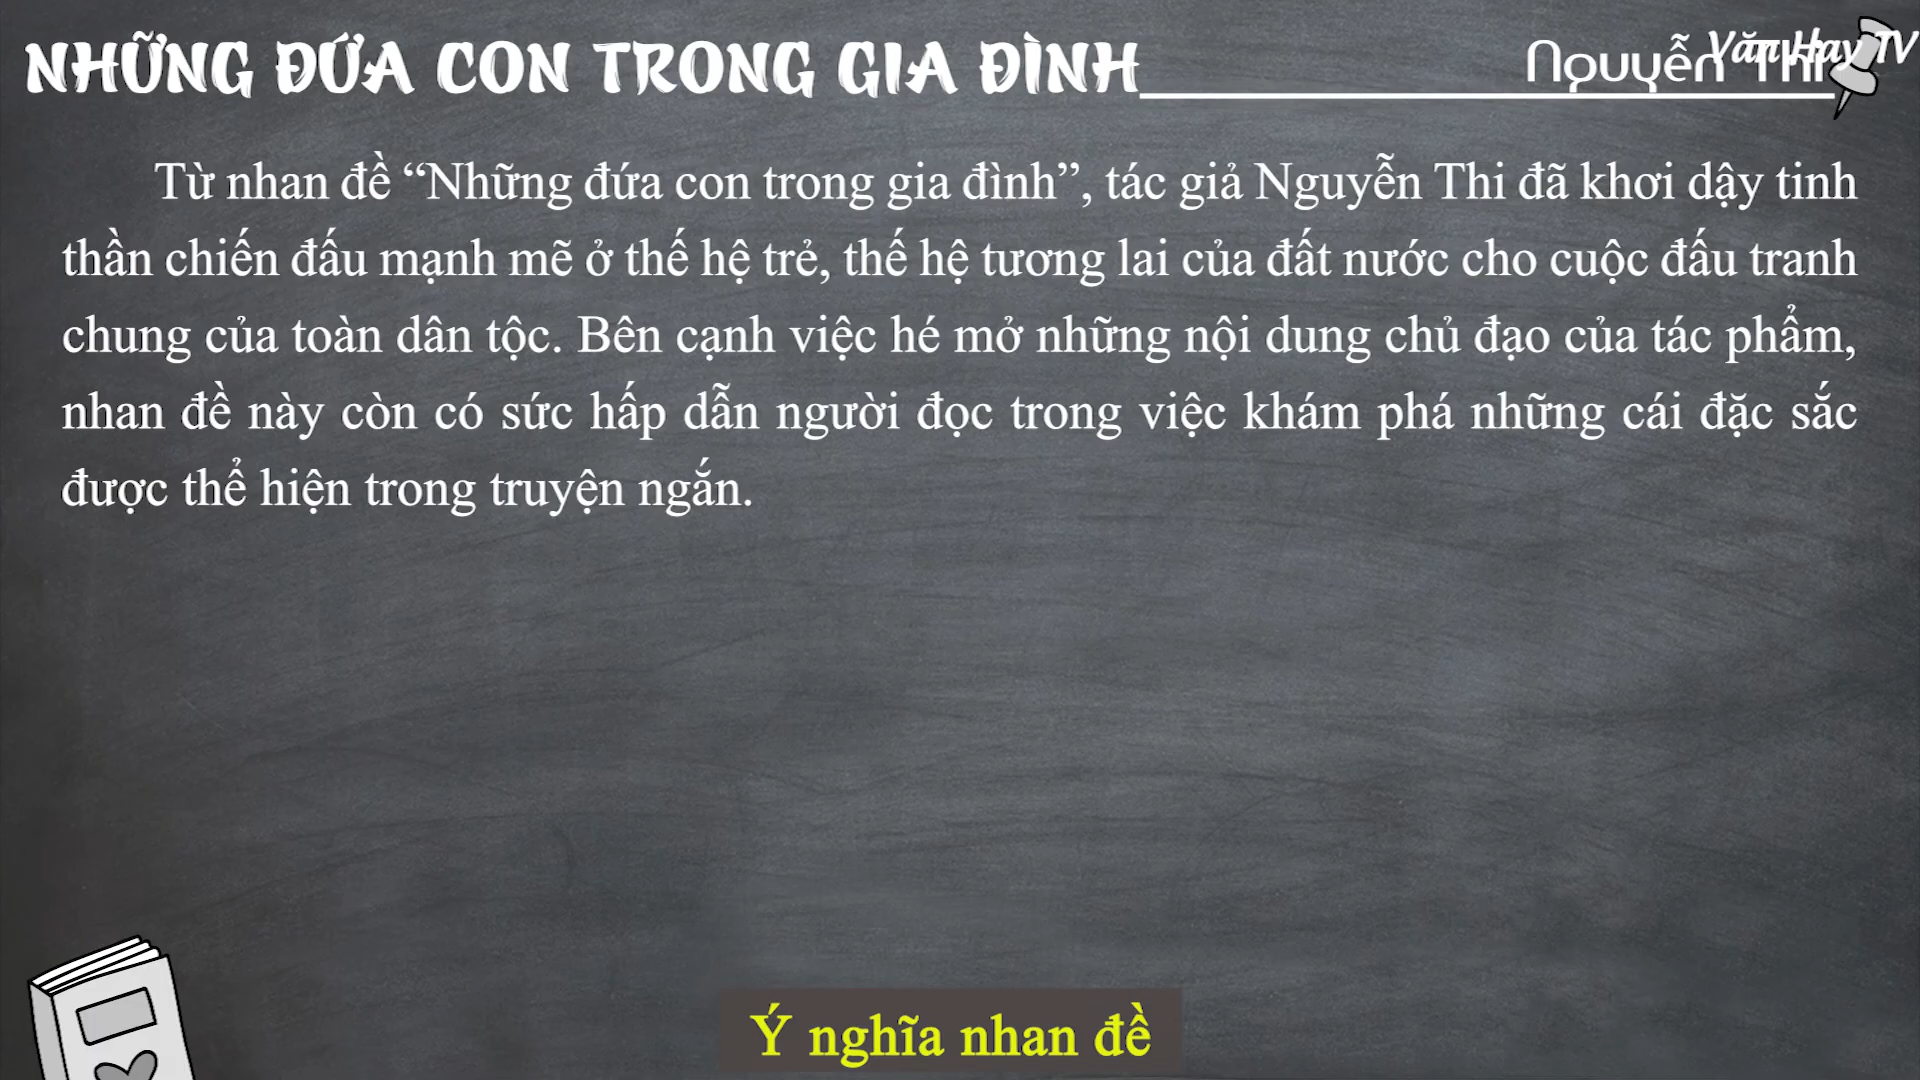 NHỮNG ĐỨA CON TRONG GIA ĐÌNH
Nguyễn Thi
Văn Hay TV
Từ nhan đề “Những đứa con trong gia đình”, tác giả Nguyễn Thi đã khơi dậy tinh
thần chiến đấu mạnh mẽ ở thế hệ trẻ, thế hệ tương lai của đất nước cho cuộc đấu tranh
chung của toàn dân tộc. Bên cạnh việc hé mở những nội dung chủ đạo của tác phẩm,
nhan đề này còn có sức hấp dẫn người đọc trong việc khám phá những cái đặc sắc
được thể hiện trong truyện ngắn.
Ý nghĩa nhan đề